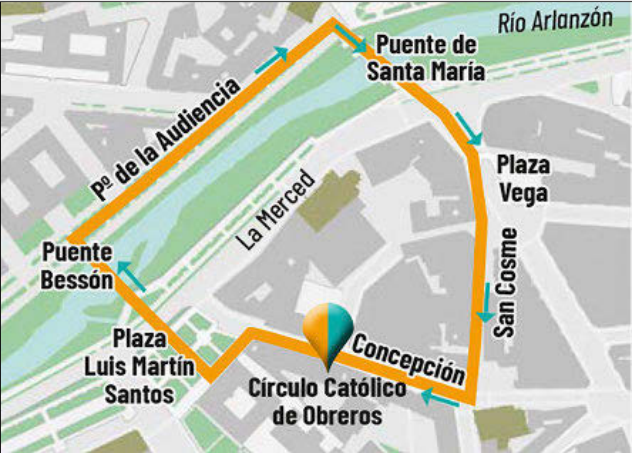 Río Arlanzón
Puente de
Santa María
Pº de la Audiencia
Plaza
Vega
La Merced
Puente
Bessón
San Cosme
Plaza
Luis Martín
Santos
Concepción
Círculo Católico
de Obreros